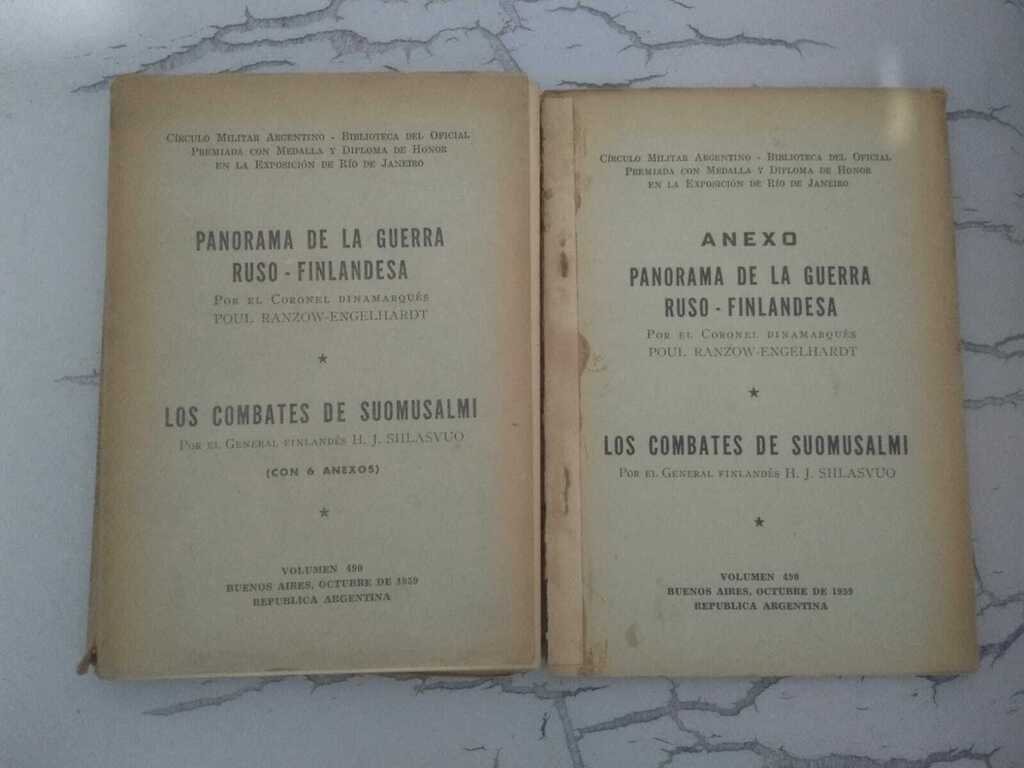 CÍRCULO MILITAR ARGENTINO - BIBLIOTECA DEL OFICIAL
PREMIADA CON MEDALLA Y DIPLOMA DE HONOR
EN LA EXPOSICIÓN DE RÍO DE JANEIRO
PANORAMA DE LA GUERRA
RUSO - FINLANDESA
POR EL CORONEL DINAMARQUÉS
POUL RANZOW-ENGELHARDT
LOS COMBATES DE SUOMUSALMI
POR EL GENERAL FINLANDÉS H. J. SIILASVUO
(CON 6 ANEXOS)
VOLUMEN 490
BUENOS AIRES, OCTUBRE DE 1959
REPUBLICA ARGENTINA
CÍRCULO MILITAR ARGENTINO - BIBLIOTECA DEL OFICIAL
PREMIADA CON MEDALLA Y DIPLOMA DE HONOR
EN LA EXPOSICIÓN DE RÍO DE JANEIRO
ANEXO
PANORAMA DE LA GUERRA
RUSO - FINLANDESA
POR EL CORONEL DINAMARQUÉS
POUL RANZOW-ENGELHARDT
LOS COMBATES DE SUOMUSALMI
POR EL GENERAL FINLANDÉS H. J. SIILASVUO
VOLUMEN 490
BUENOS AIRES, OCTUBRE DE 1959
REPUBLICA ARGENTINA